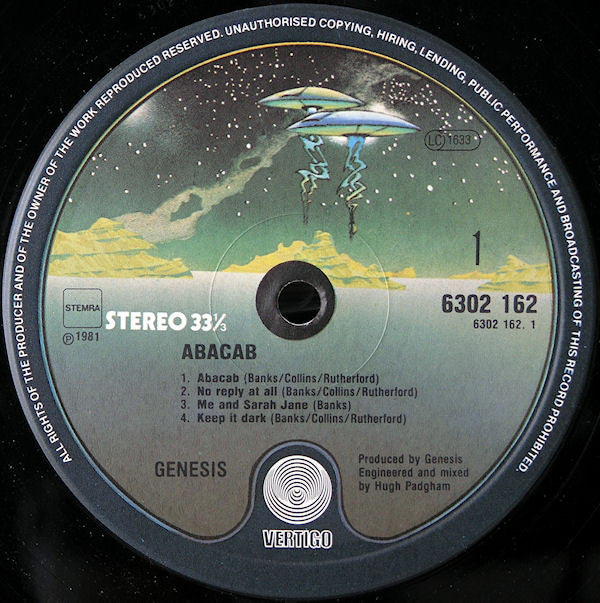 ALL RIGHTS OF THE PRODUCER AND OF THE OWNER OF THE WORK REPRODUCED RESERVED. UNAUTHORISED COPYING, HIRING, LENDING, PUBLIC PERFORMANCE AND BROADCASTING OF THIS RECORD PROHIBITED.
LC 1633
1
STEMRA
STEREO 33⅓
6302 162
6302 162. 1
℗ 1981
ABACAB
1. Abacab (Banks/Collins/Rutherford)
2. No reply at all (Banks/Collins/Rutherford)
3. Me and Sarah Jane (Banks)
4. Keep it dark (Banks/Collins/Rutherford)
GENESIS
Produced by Genesis
Engineered and mixed
by Hugh Padgham
VERTIGO